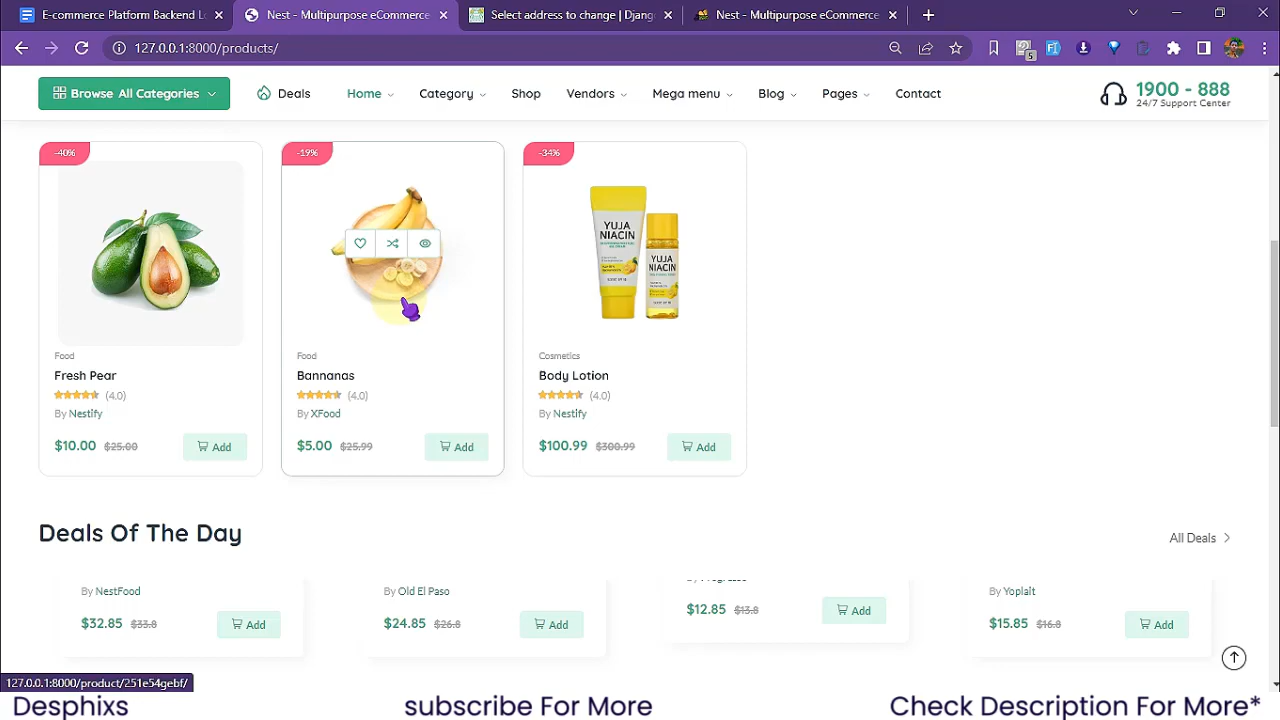 E-commerce Platform Backend Lo
Nest - Multipurpose eCommerce
Select address to change | Djang
Nest - Multipurpose eCommerce
127.0.0.1:8000/products/
5
Browse All Categories
Deals
Home
Category
Shop
Vendors
Mega menu
Blog
Pages
Contact
1900 - 888
24/7 Support Center
-40%
-19%
-34%
YUJA NIACIN
YUJA NIACIN
Food
Food
Cosmetics
Fresh Pear
Bannanas
Body Lotion
(4.0)
(4.0)
(4.0)
By Nestify
By XFood
By Nestify
$10.00 $25.00
Add
$5.00 $25.99
Add
$100.99 $300.99
Add
Deals Of The Day
All Deals
By NestFood
By Old El Paso
By Yoplait
$32.85 $33.8
Add
$24.85 $26.8
Add
$12.85 $13.8
Add
$15.85 $16.8
Add
127.0.0.1:8000/product/251e54gebf/
Desphixs
subscribe For More
Check Description For More*